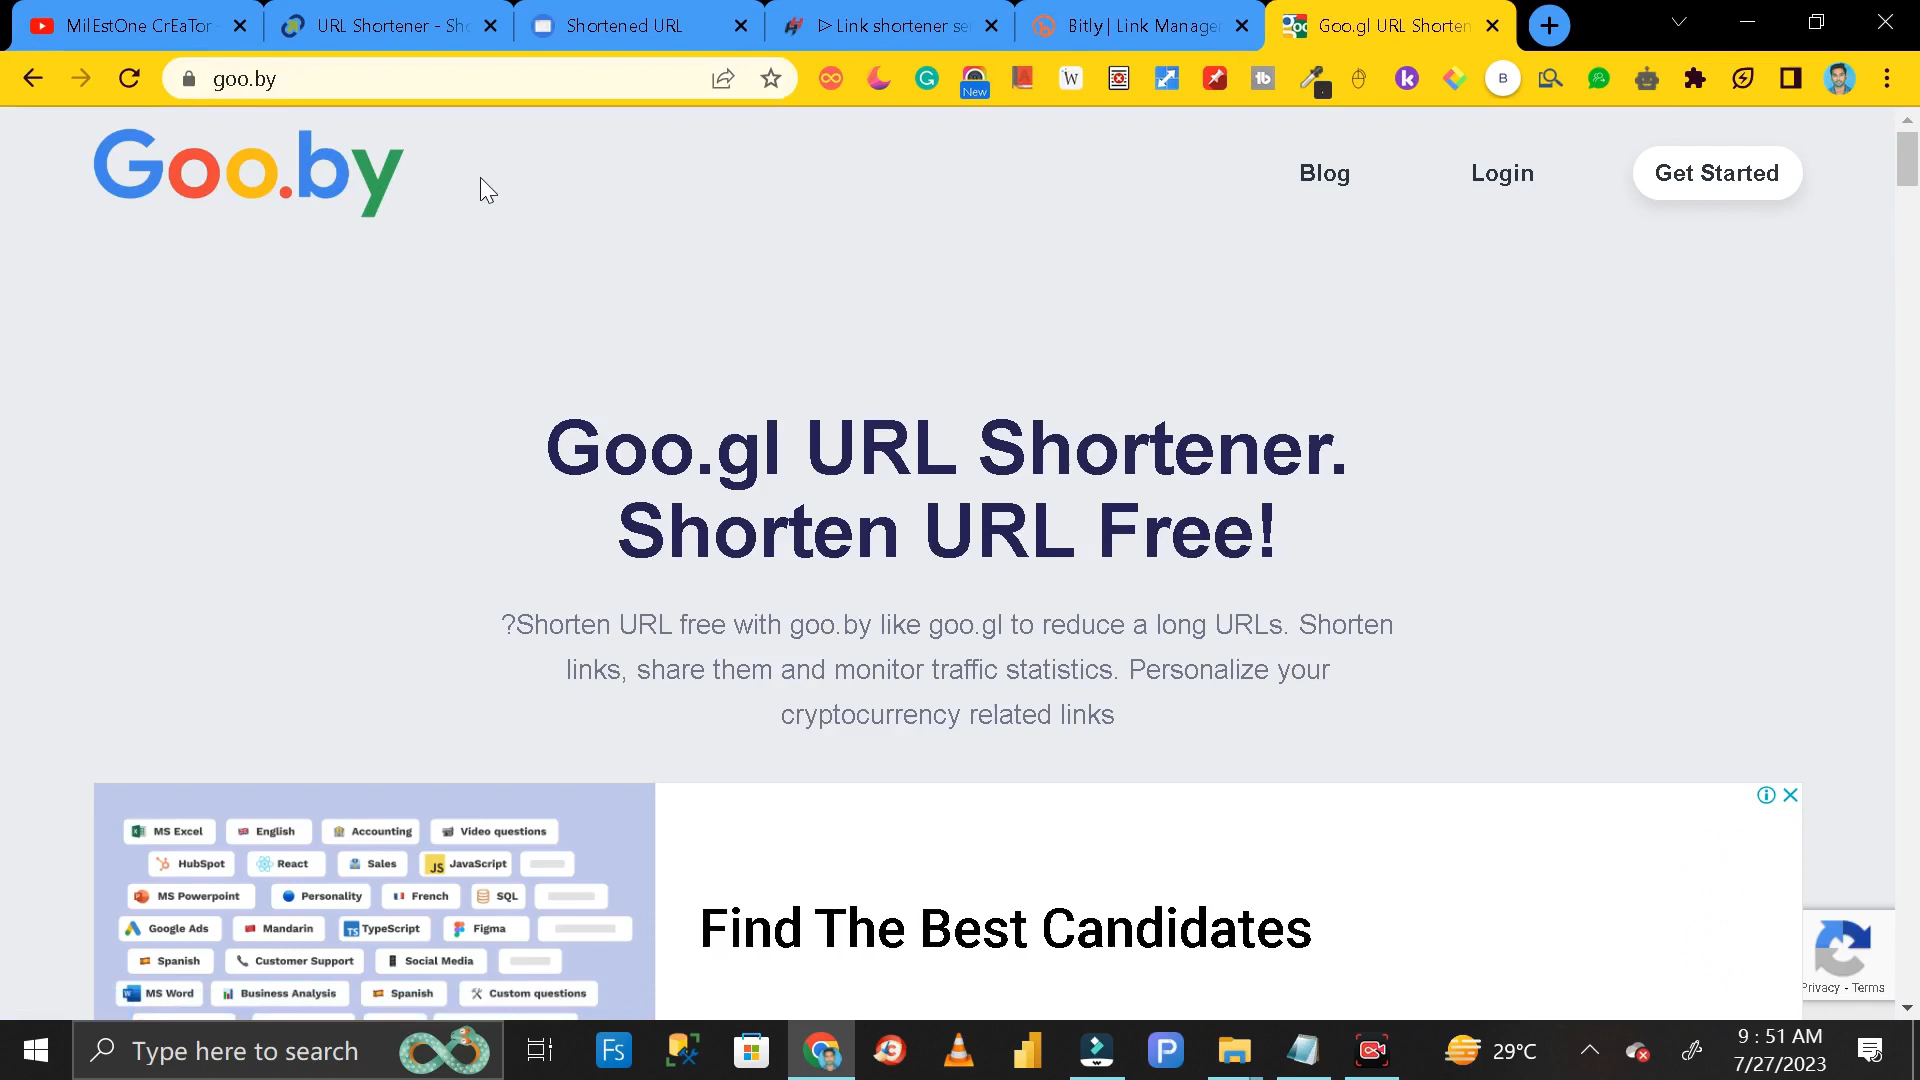 MilEstOne CrEaTor
URL Shortener - Sho
Shortened URL
Link shortener se
Bitly | Link Manage
Goo.gl URL Shorten
goo.by
New
W
tb
k
B
Goo.by
Blog
Login
Get Started
Goo.gl URL Shortener.
Shorten URL Free!
?Shorten URL free with goo.by like goo.gl to reduce a long URLs. Shorten
links, share them and monitor traffic statistics. Personalize your
cryptocurrency related links
MS Excel English Accounting Video questions
HubSpot React Sales JS JavaScript
MS Powerpoint Personality French SQL
Google Ads Mandarin TS TypeScript Figma
Spanish Customer Support Social Media
MS Word Business Analysis Spanish Custom questions
Find The Best Candidates
Privacy - Terms
Type here to search
Fs
P
29°C
9 : 51 AM
7/27/2023